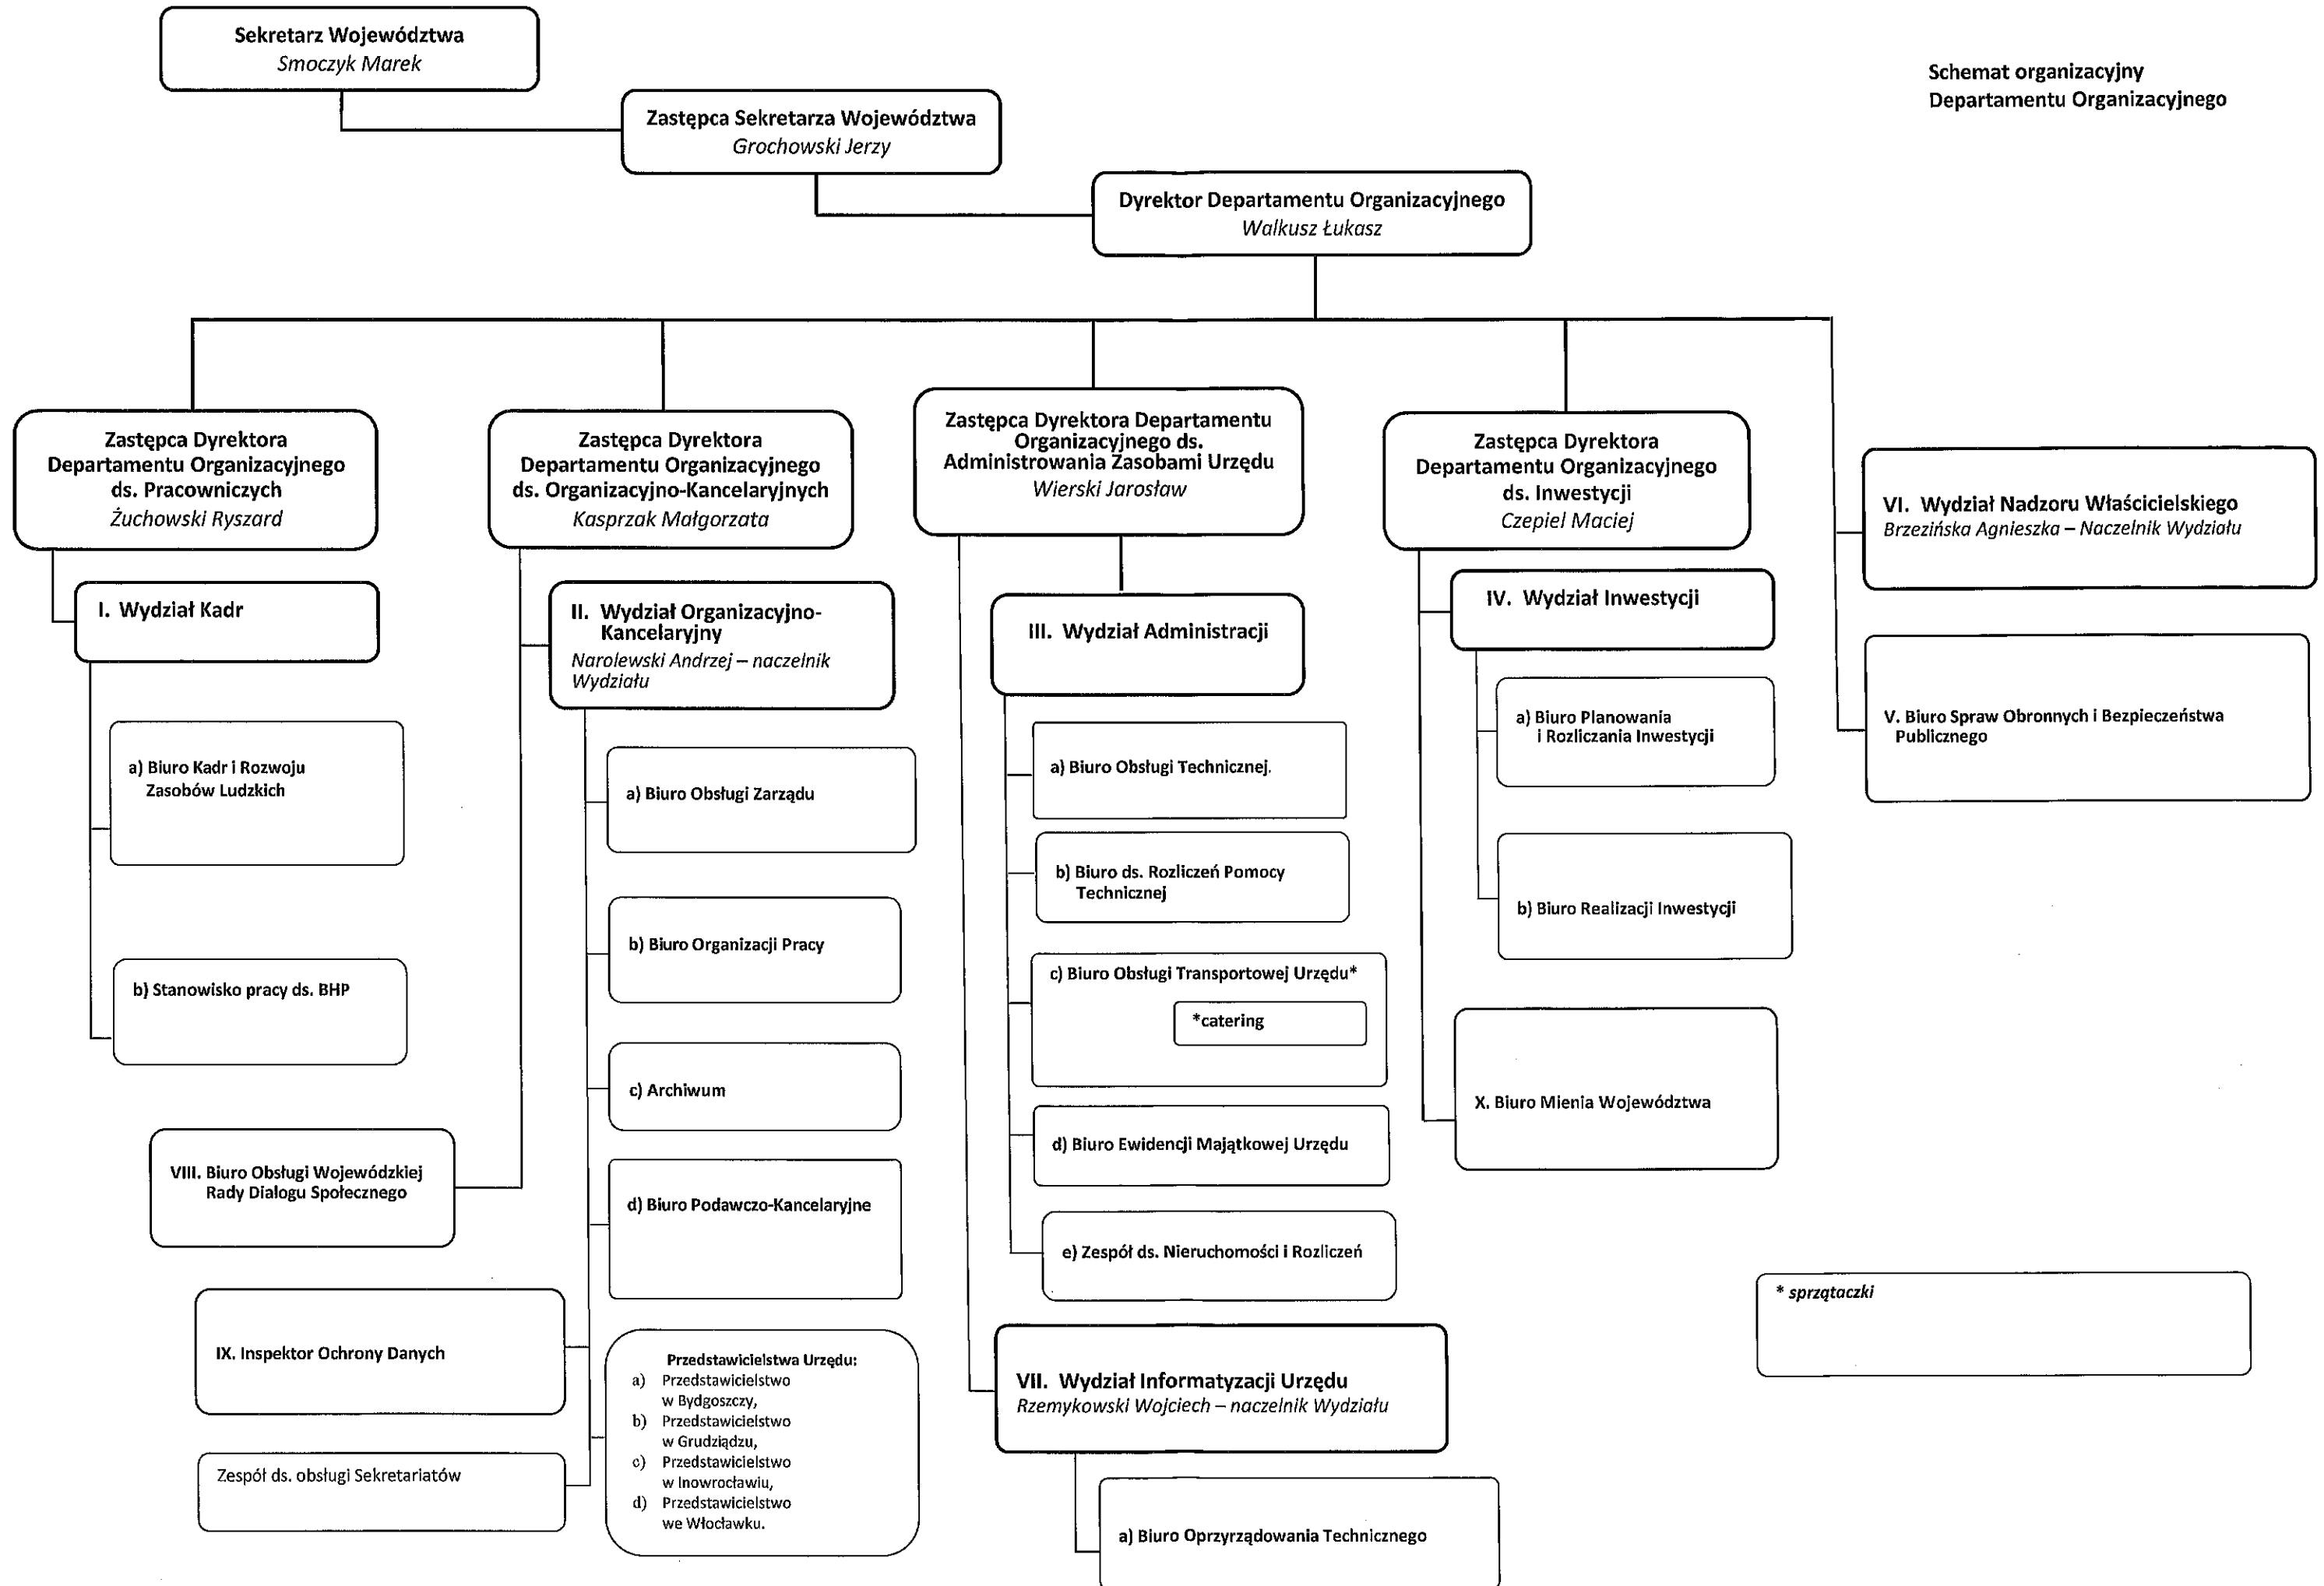 Sekretarz Województwa
Smoczyk Marek
Schemat organizacyjny
Departamentu Organizacyjnego
Zastępca Sekretarza Województwa
Grochowski Jerzy
Dyrektor Departamentu Organizacyjnego
Walkusz Łukasz
Zastępca Dyrektora
Departamentu Organizacyjnego
ds. Pracowniczych
Żuchowski Ryszard
I. Wydział Kadr
a) Biuro Kadr i Rozwoju
Zasobów Ludzkich
b) Stanowisko pracy ds. BHP
Zastępca Dyrektora
Departamentu Organizacyjnego
ds. Organizacyjno-Kancelaryjnych
Kasprzak Małgorzata
II. Wydział Organizacyjno-
Kancelaryjny
Narolewski Andrzej – naczelnik
Wydziału
a) Biuro Obsługi Zarządu
b) Biuro Organizacji Pracy
c) Archiwum
d) Biuro Podawczo-Kancelaryjne
VIII. Biuro Obsługi Wojewódzkiej
Rady Dialogu Społecznego
IX. Inspektor Ochrony Danych
Zespół ds. obsługi Sekretariatów
Przedstawicielstwa Urzędu:
a) Przedstawicielstwo
w Bydgoszczy,
b) Przedstawicielstwo
w Grudziądzu,
c) Przedstawicielstwo
w Inowrocławiu,
d) Przedstawicielstwo
we Włocławku.
Zastępca Dyrektora Departamentu
Organizacyjnego ds.
Administrowania Zasobami Urzędu
Wierski Jarosław
III. Wydział Administracji
a) Biuro Obsługi Technicznej.
b) Biuro ds. Rozliczeń Pomocy
Technicznej
c) Biuro Obsługi Transportowej Urzędu*
*catering
d) Biuro Ewidencji Majątkowej Urzędu
e) Zespół ds. Nieruchomości i Rozliczeń
VII. Wydział Informatyzacji Urzędu
Rzemykowski Wojciech – naczelnik Wydziału
a) Biuro Oprzyrządowania Technicznego
Zastępca Dyrektora
Departamentu Organizacyjnego
ds. Inwestycji
Czepiel Maciej
IV. Wydział Inwestycji
a) Biuro Planowania
i Rozliczania Inwestycji
b) Biuro Realizacji Inwestycji
X. Biuro Mienia Województwa
VI. Wydział Nadzoru Właścicielskiego
Brzezińska Agnieszka – Naczelnik Wydziału
V. Biuro Spraw Obronnych i Bezpieczeństwa
Publicznego
* sprzątaczki